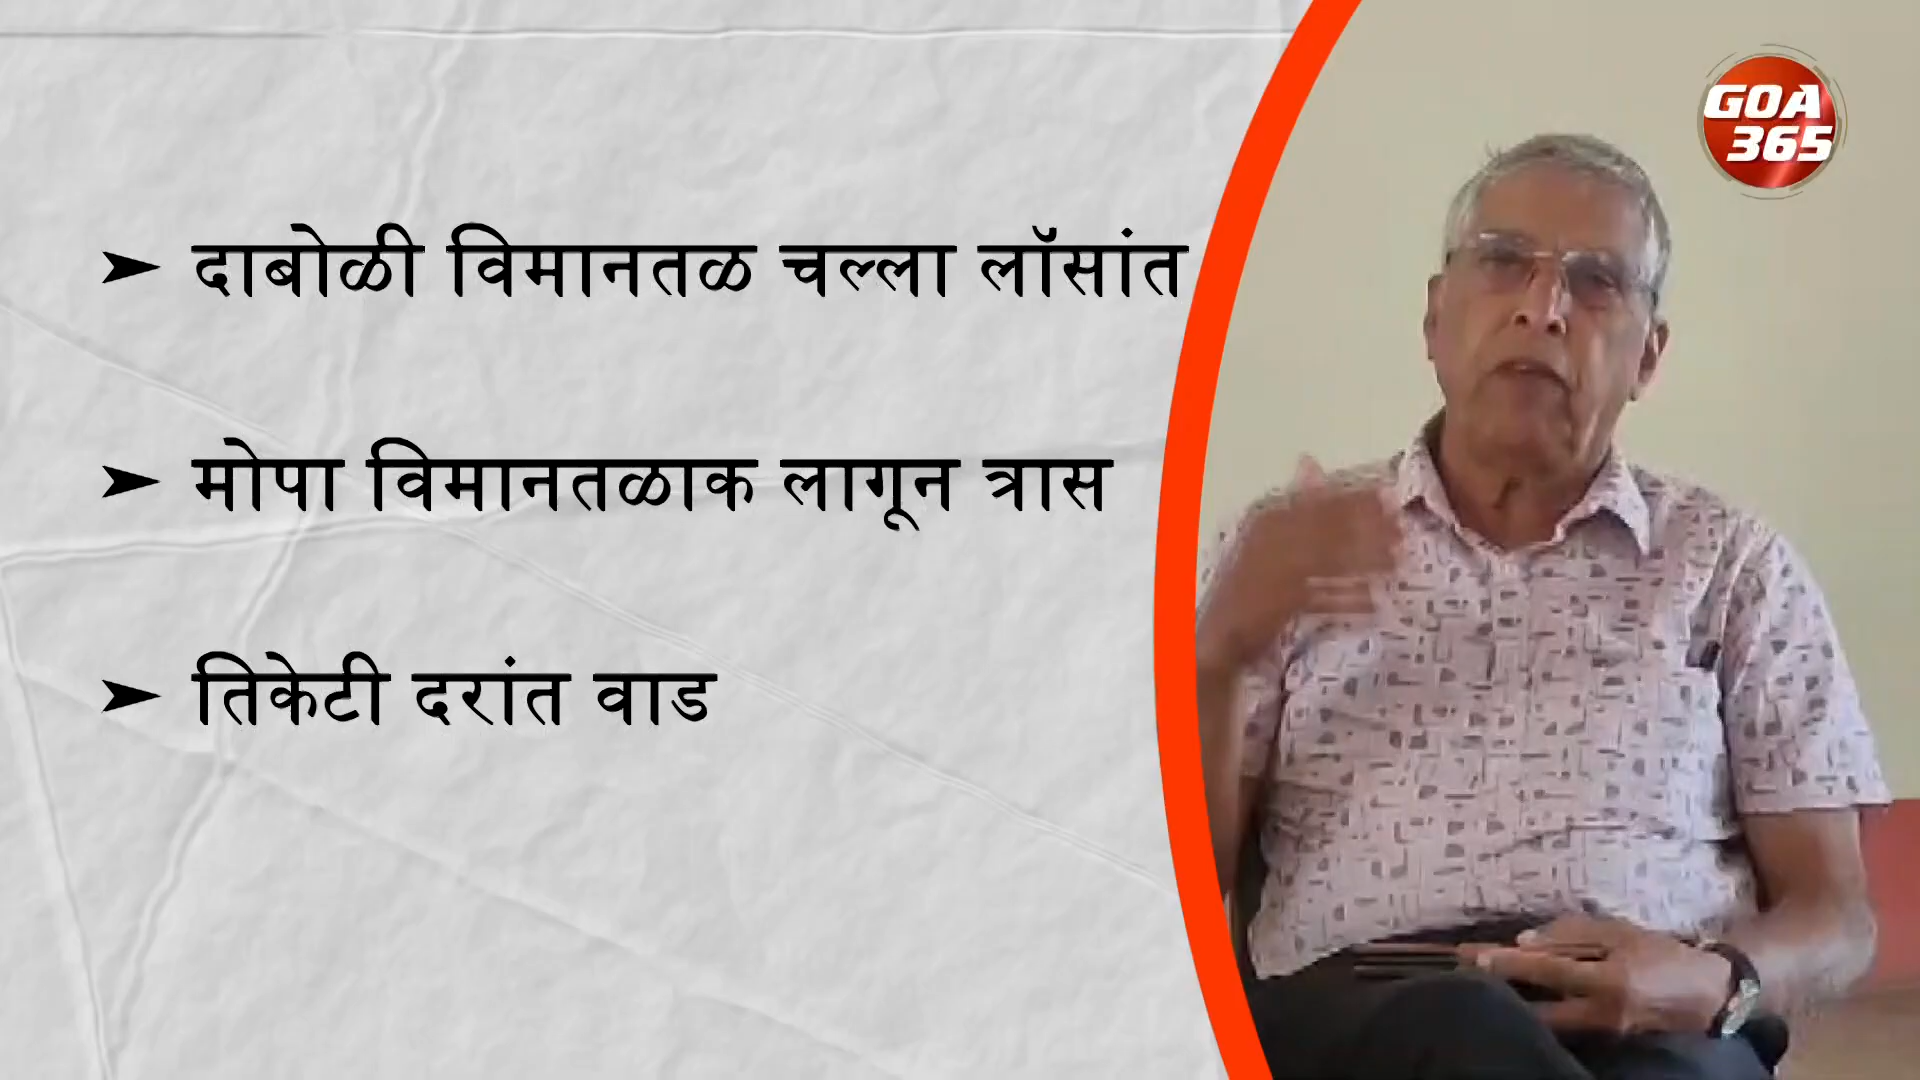 GOA
365
➤ दाबोळी विमानतळ चल्ला लॉसांत
➤ मोपा विमानतळाक लागून त्रास
➤ तिकेटी दरांत वाड